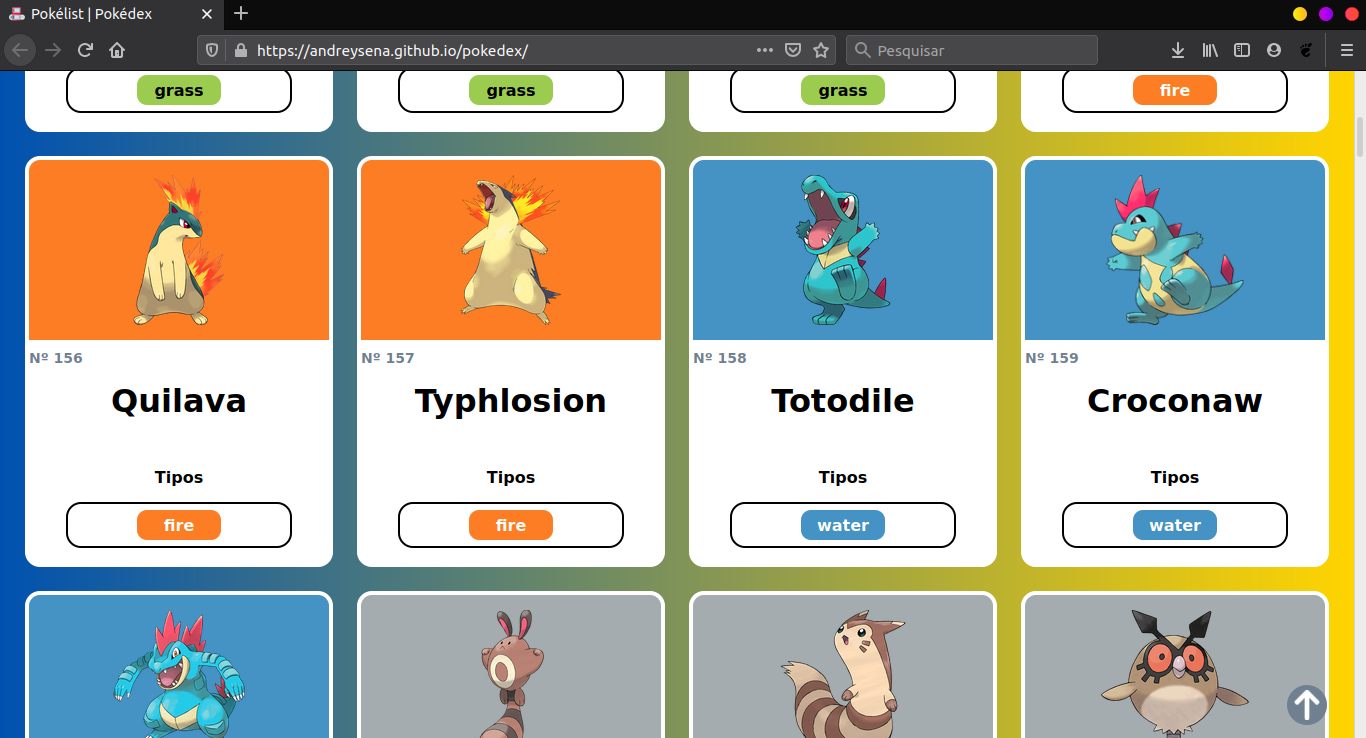 Pokélist | Pokédex
https://andreysena.github.io/pokedex/
Pesquisar
grass
grass
grass
fire
Nº 156
Nº 157
Nº 158
Nº 159
Quilava
Typhlosion
Totodile
Croconaw
Tipos
Tipos
Tipos
Tipos
fire
fire
water
water